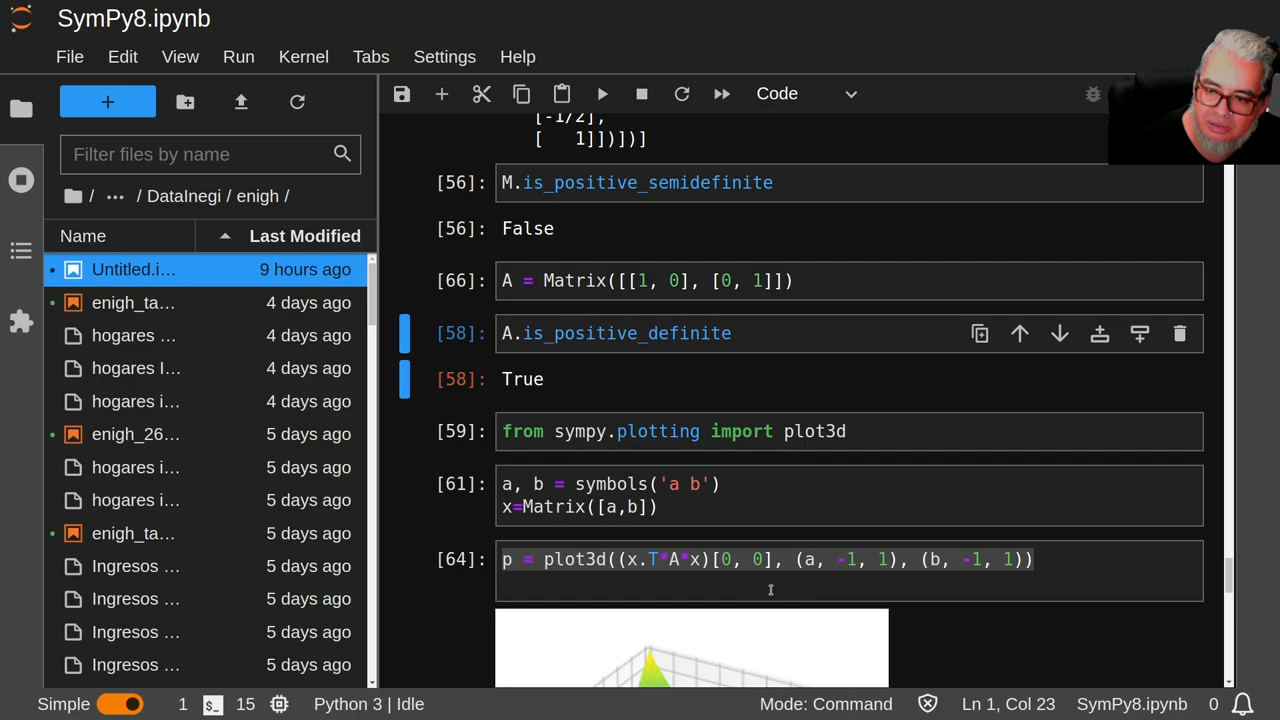 SymPy8.ipynb
File Edit View Run Kernel Tabs Settings Help
Code
Filter files by name
/ ··· / DataInegi / enigh /
Name Last Modified
Untitled.i… 9 hours ago
enigh_ta… 4 days ago
hogares … 4 days ago
hogares I… 4 days ago
hogares i… 4 days ago
enigh_26… 5 days ago
hogares i… 5 days ago
hogares i… 5 days ago
enigh_ta… 5 days ago
Ingresos … 5 days ago
Ingresos … 5 days ago
Ingresos … 5 days ago
Ingresos … 5 days ago
[-1/2],
[ 1]])])]
[56]: M.is_positive_semidefinite
[56]: False
[66]: A = Matrix([[1, 0], [0, 1]])
[58]: A.is_positive_definite
[58]: True
[59]: from sympy.plotting import plot3d
[61]: a, b = symbols('a b')
x=Matrix([a,b])
[64]: p = plot3d((x.T*A*x)[0, 0], (a, -1, 1), (b, -1, 1))
Simple 1 $_ 15 Python 3 | Idle Mode: Command Ln 1, Col 23 SymPy8.ipynb 0